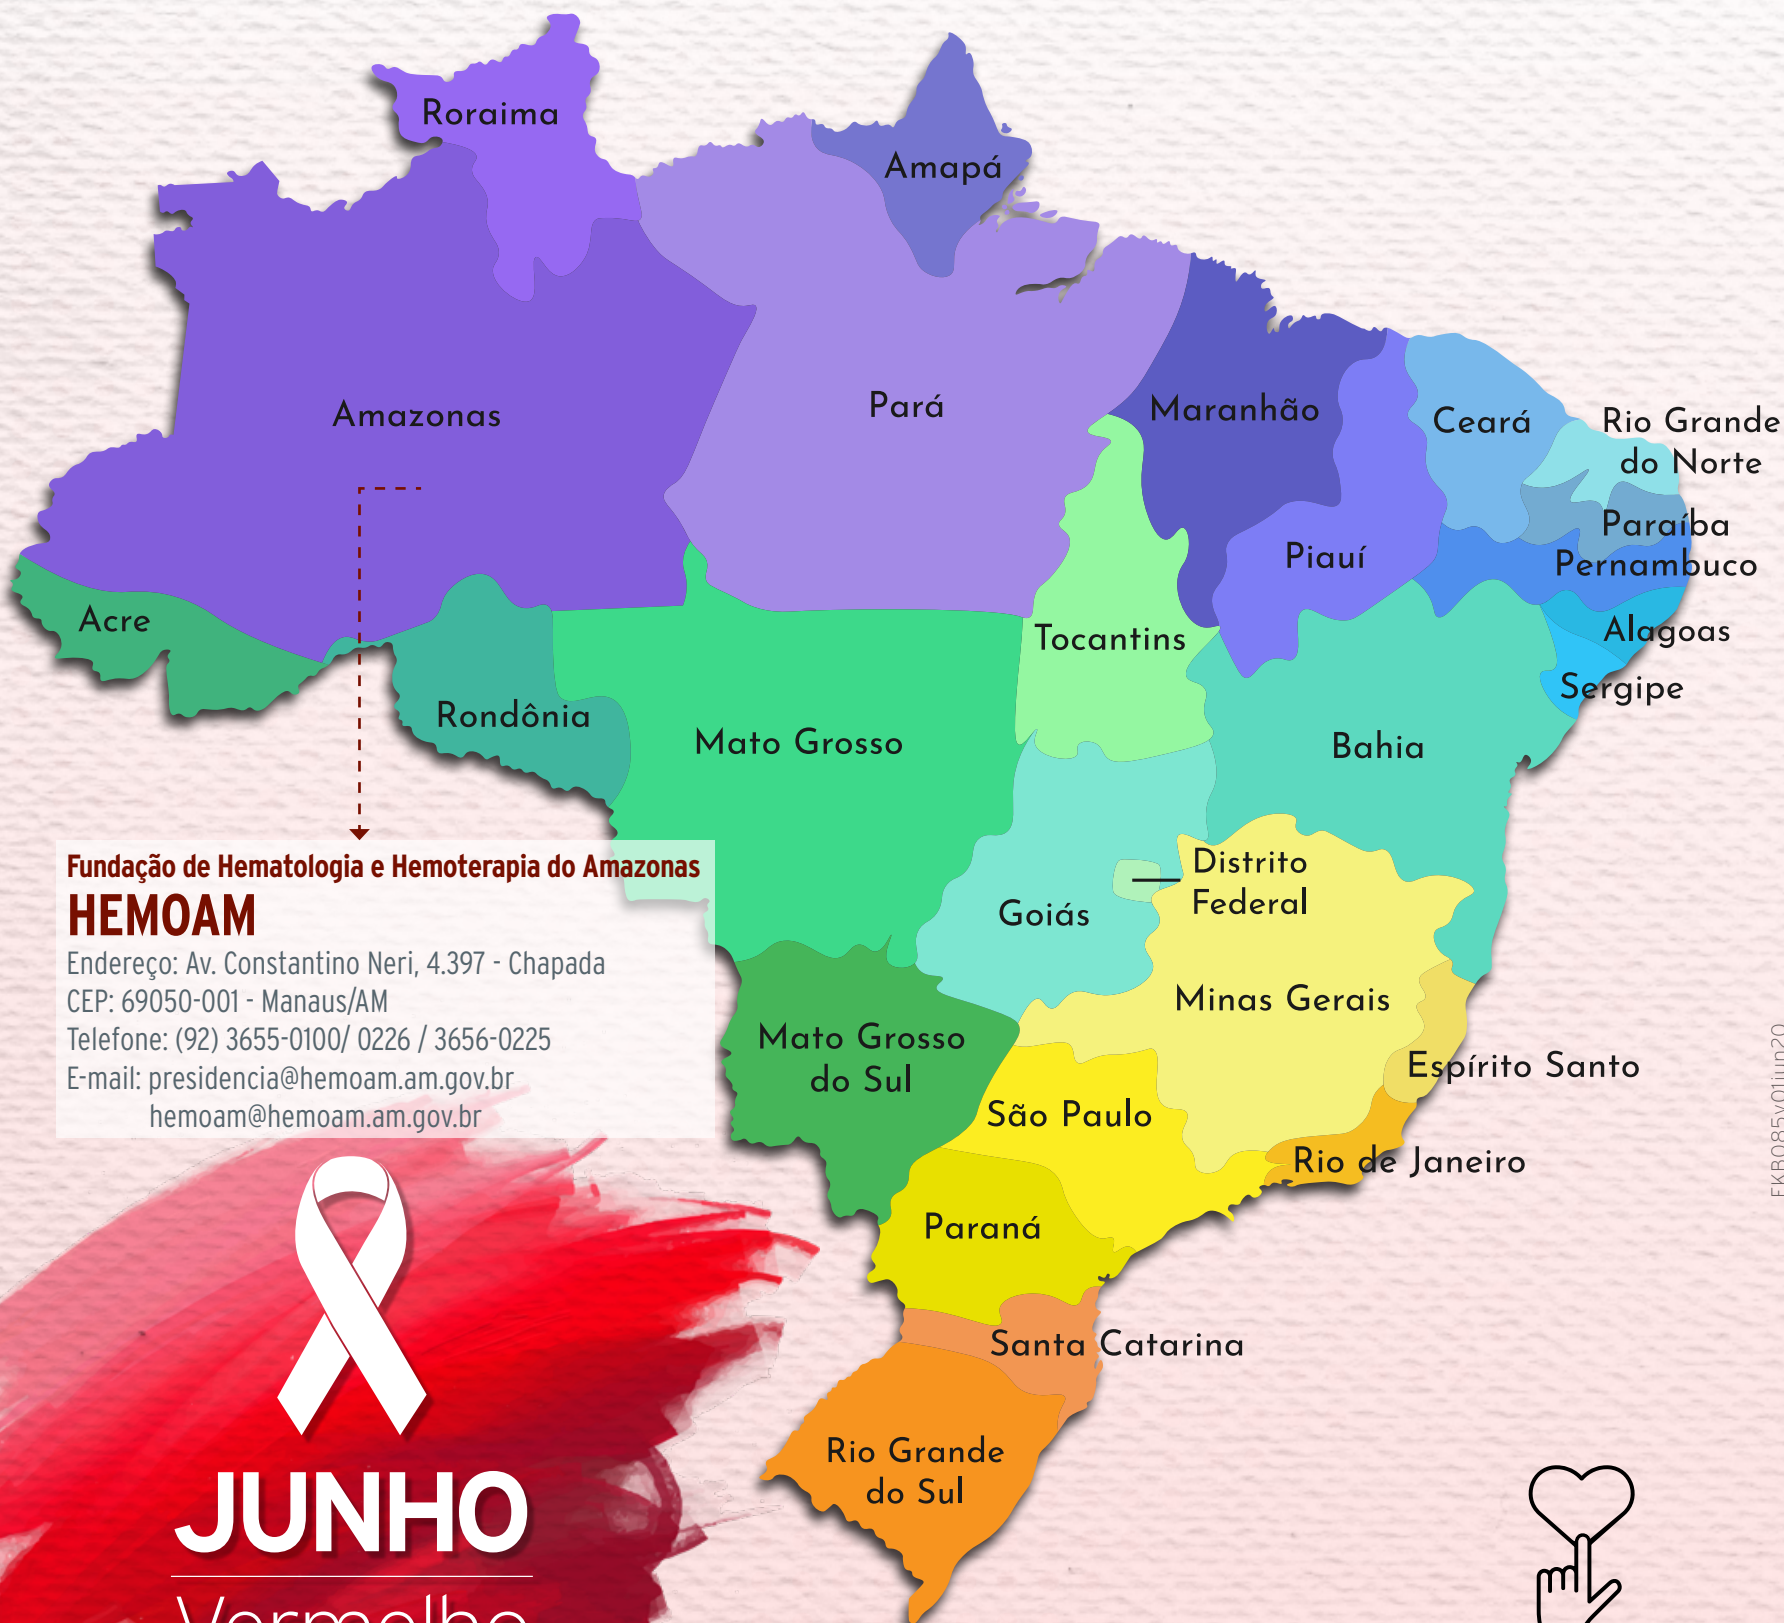 Roraima
Amapá
Amazonas
Pará
Maranhão
Ceará
Rio Grande
do Norte
Paraíba
Piauí
Pernambuco
Acre
Tocantins
Alagoas
Sergipe
Rondônia
Mato Grosso
Bahia
Distrito
Federal
Goiás
Minas Gerais
Mato Grosso
do Sul
Espírito Santo
São Paulo
Rio de Janeiro
Paraná
Santa Catarina
Rio Grande
do Sul
Fundação de Hematologia e Hemoterapia do Amazonas
HEMOAM
Endereço: Av. Constantino Neri, 4.397 - Chapada
CEP: 69050-001 - Manaus/AM
Telefone: (92) 3655-0100/ 0226 / 3656-0225
E-mail: presidencia@hemoam.am.gov.br
hemoam@hemoam.am.gov.br
JUNHO
Vermelho
FKB085v01jun20